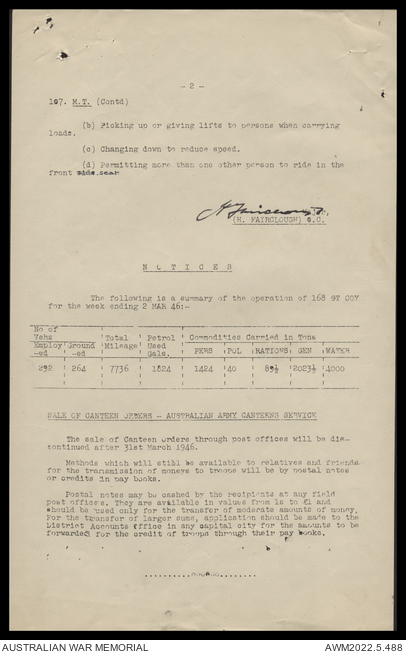 - 2 -
107. M.T. (Contd)
(b) Picking up or giving lifts to persons when carrying
loads.
(c) Changing down to reduce speed.
(d) Permitting more than one other person to ride in the
front seat
(H. FAIRCLOUGH) O.C.
N O T I C E S
The following is a summary of the operation of 168 GT COY
for the week ending 2 MAR 46:-
No of
Vehs Total Petrol Commodities Carried in Tons
Employ Ground Mileage Used
-ed -ed Gals. PERS POL RATIONS GEN WATER
292 264 7736 1824 1424 40 89½ 2023½ 4000
SALE OF CANTEEN ORDERS - AUSTRALIAN ARMY CANTEENS SERVICE
The sale of Canteen orders through post offices will be dis-
continued after 31st March 1946.
Methods which will still be available to relatives and friends
for the transmission of moneys to troops will be by postal notes
or credits in pay books.
Postal notes may be cashed by the recipients at any field
post offices. They are available in values from 1s to £1 and
should be used only for the transfer of moderate amounts of money.
For the transfer of larger sums, application should be made to the
District Accounts Office in any capital city for the amounts to be
forwarded for the credit of troops through their pay books.
AUSTRALIAN WAR MEMORIAL
AWM2022.5.488